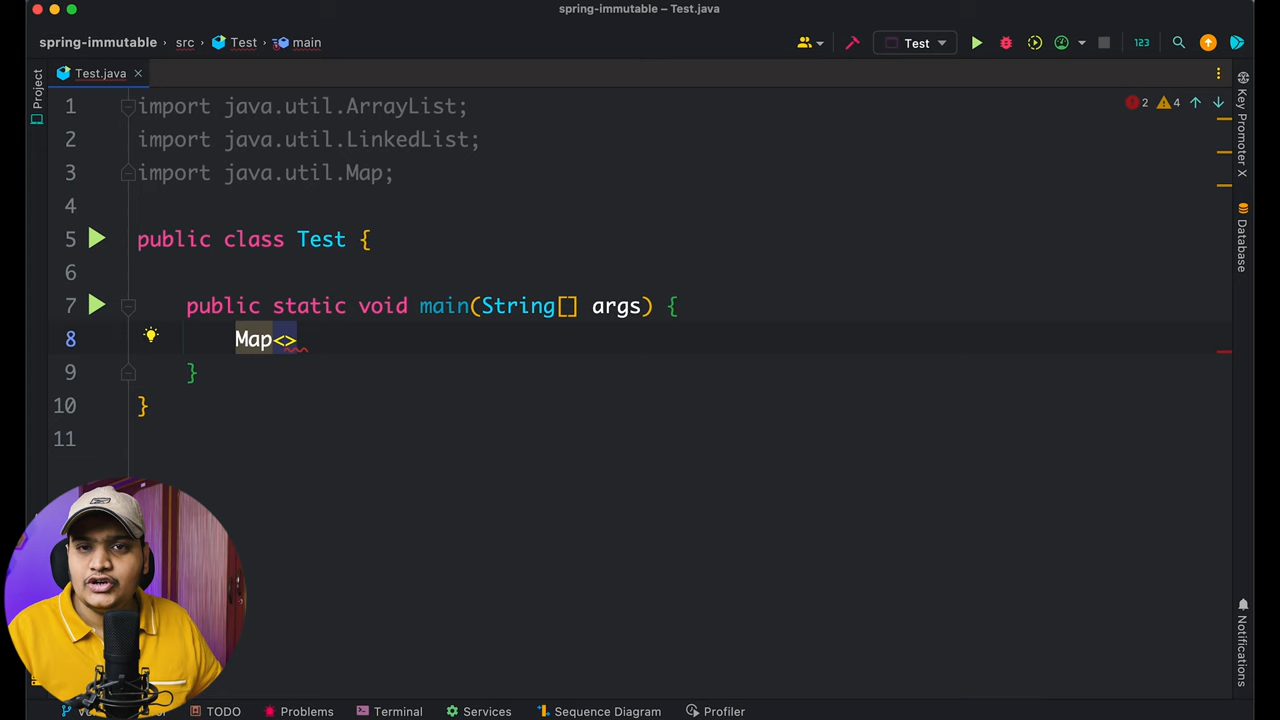 spring-immutable – Test.java
spring-immutable src Test main
Test
123
Project
Test.java
1 import java.util.ArrayList;
2 import java.util.LinkedList;
3 import java.util.Map;
4
5 public class Test {
6
7 public static void main(String[] args) {
8 Map<>
9 }
10 }
11
2 4
Key Promoter X
Database
Notifications
TODO Problems Terminal Services Sequence Diagram Profiler